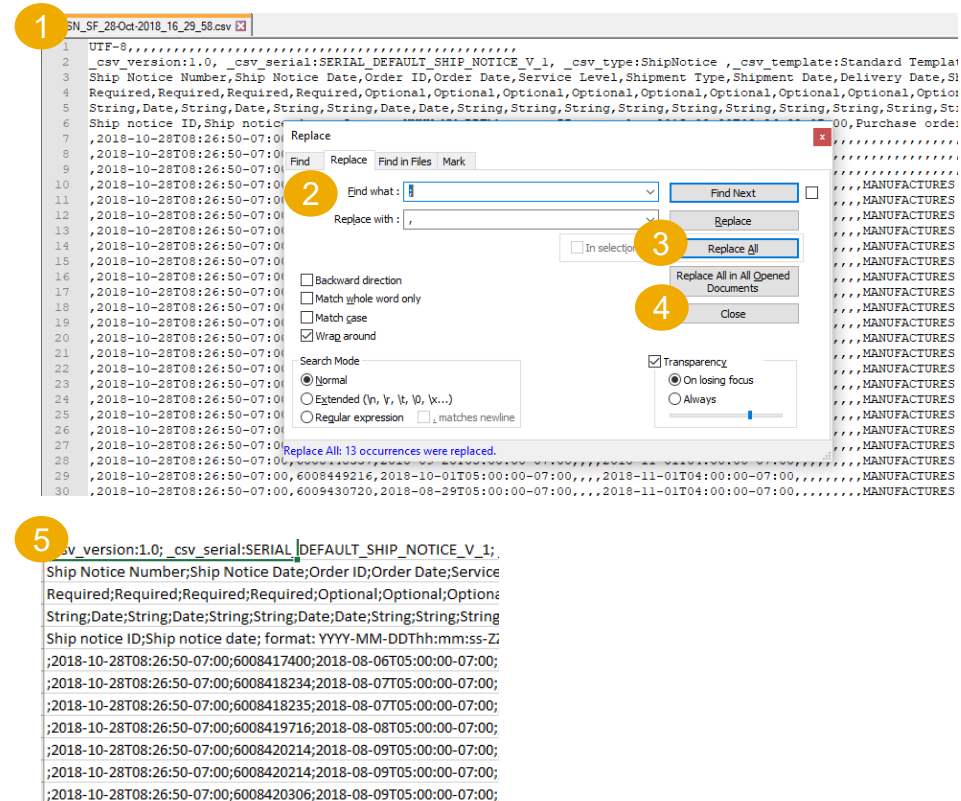 1
SN_SF_28-Oct-2018_16_29_58.csv
1 UTF-8,,,,,,,,,,,,,,,,,,,,,,,,,,,,,,,,,,,,,,,,,,,,,,,,,
2 _csv_version:1.0, _csv_serial:SERIAL_DEFAULT_SHIP_NOTICE_V_1, _csv_type:ShipNotice ,_csv_template:Standard Templat
3 Ship Notice Number,Ship Notice Date,Order ID,Order Date,Service Level,Shipment Type,Shipment Date,Delivery Date,Sh
4 Required,Required,Required,Required,Optional,Optional,Optional,Optional,Optional,Optional,Optional,Optional,Option
5 String,Date,String,Date,String,String,Date,Date,String,String,String,String,String,String,String,String,String,Str
6 Ship notice ID,Ship notice 00,Purchase order
7 ,2018-10-28T08:26:50-07:00
8 ,2018-10-28T08:26:50-07:00
9 ,2018-10-28T08:26:50-07:00
10 ,2018-10-28T08:26:50-07:00 ,,,MANUFACTURES
11 ,2018-10-28T08:26:50-07:00 ,,,MANUFACTURES
12 ,2018-10-28T08:26:50-07:00 ,,,MANUFACTURES
13 ,2018-10-28T08:26:50-07:00 ,,,MANUFACTURES
14 ,2018-10-28T08:26:50-07:00 ,,,MANUFACTURES
15 ,2018-10-28T08:26:50-07:00 ,,,MANUFACTURES
16 ,2018-10-28T08:26:50-07:00 ,,,MANUFACTURES
17 ,2018-10-28T08:26:50-07:00 ,,,MANUFACTURES
18 ,2018-10-28T08:26:50-07:00 ,,,MANUFACTURES
19 ,2018-10-28T08:26:50-07:00 ,,,MANUFACTURES
20 ,2018-10-28T08:26:50-07:00 ,,,MANUFACTURES
21 ,2018-10-28T08:26:50-07:00 ,,,MANUFACTURES
22 ,2018-10-28T08:26:50-07:00 ,,,MANUFACTURES
23 ,2018-10-28T08:26:50-07:00 ,,,MANUFACTURES
24 ,2018-10-28T08:26:50-07:00 ,,,MANUFACTURES
25 ,2018-10-28T08:26:50-07:00 ,,,MANUFACTURES
26 ,2018-10-28T08:26:50-07:00 ,,,MANUFACTURES
27 ,2018-10-28T08:26:50-07:00 ,,,MANUFACTURES
28 ,2018-10-28T08:26:50-07:00 ,,,MANUFACTURES
29 ,2018-10-28T08:26:50-07:00,6008449216,2018-10-01T05:00:00-07:00,,,,2018-11-01T04:00:00-07:00,,,,,,,,,MANUFACTURES
30 ,2018-10-28T08:26:50-07:00,6009430720,2018-08-29T05:00:00-07:00,,,,2018-11-01T04:00:00-07:00,,,,,,,,,MANUFACTURES
Replace
x
Find Replace Find in Files Mark
2
Find what : ;
Find Next
Replace with : ,
Replace
In selection
3
Replace All
Replace All in All Opened
Documents
4
Close
Backward direction
Match whole word only
Match case
Wrap around
Search Mode
Normal
Extended (\n, \r, \t, \0, \x...)
Regular expression
. matches newline
Transparency
On losing focus
Always
Replace All: 13 occurrences were replaced.
5
sv_version:1.0; _csv_serial:SERIAL_DEFAULT_SHIP_NOTICE_V_1;
Ship Notice Number;Ship Notice Date;Order ID;Order Date;Service
Required;Required;Required;Required;Optional;Optional;Optiona
String;Date;String;Date;String;String;Date;Date;String;String;String
Ship notice ID;Ship notice date; format: YYYY-MM-DDThh:mm:ss-ZZ
;2018-10-28T08:26:50-07:00;6008417400;2018-08-06T05:00:00-07:00;
;2018-10-28T08:26:50-07:00;6008418234;2018-08-07T05:00:00-07:00;
;2018-10-28T08:26:50-07:00;6008418235;2018-08-07T05:00:00-07:00;
;2018-10-28T08:26:50-07:00;6008419716;2018-08-08T05:00:00-07:00;
;2018-10-28T08:26:50-07:00;6008420214;2018-08-09T05:00:00-07:00;
;2018-10-28T08:26:50-07:00;6008420214;2018-08-09T05:00:00-07:00;
;2018-10-28T08:26:50-07:00;6008420306;2018-08-09T05:00:00-07:00;